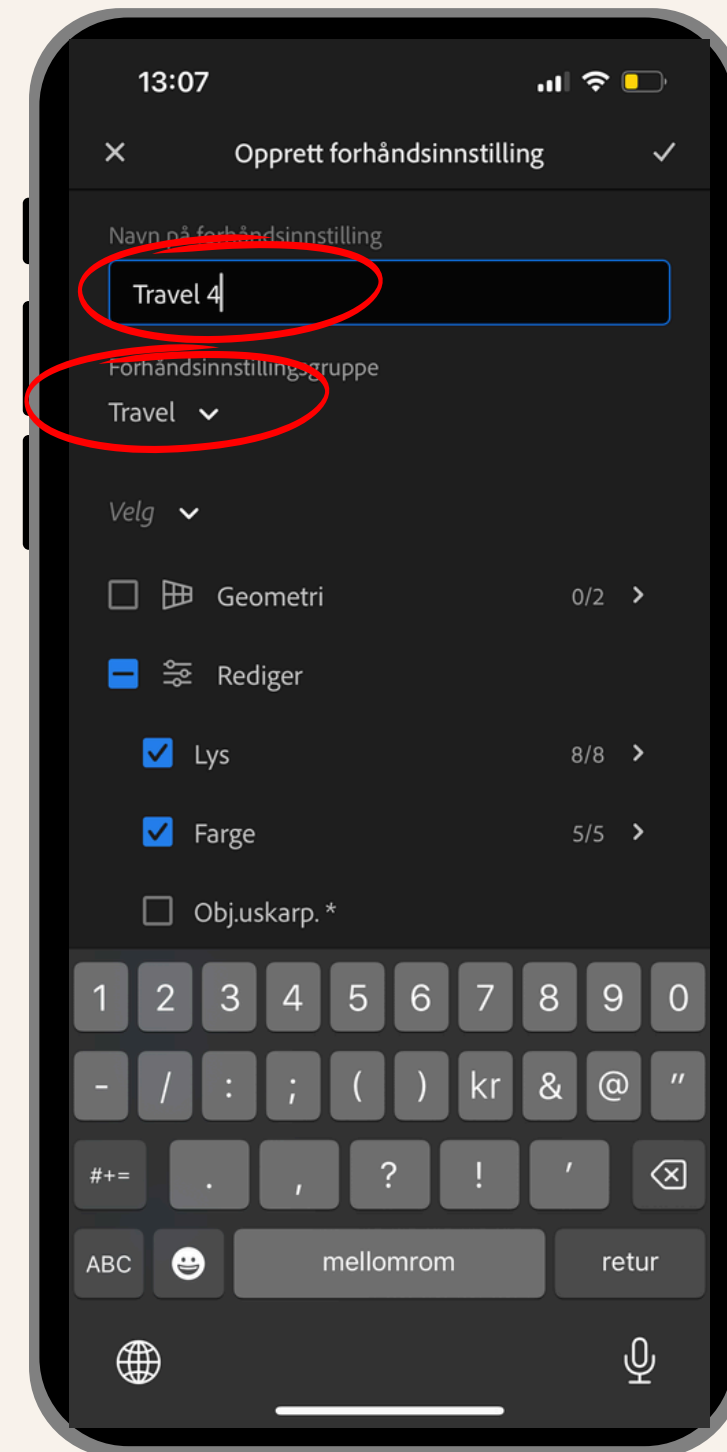 13:07
Opprett forhåndsinnstilling
Navn på forhåndsinnstilling
Travel 4
Forhåndsinnstillingsgruppe
Travel
Velg
Geometri 0/2
Rediger
Lys 8/8
Farge 5/5
Obj.uskarp. *
1 2 3 4 5 6 7 8 9 0
- / : ; ( ) kr & @ "
#+= . , ? ! '
ABC mellomrom retur